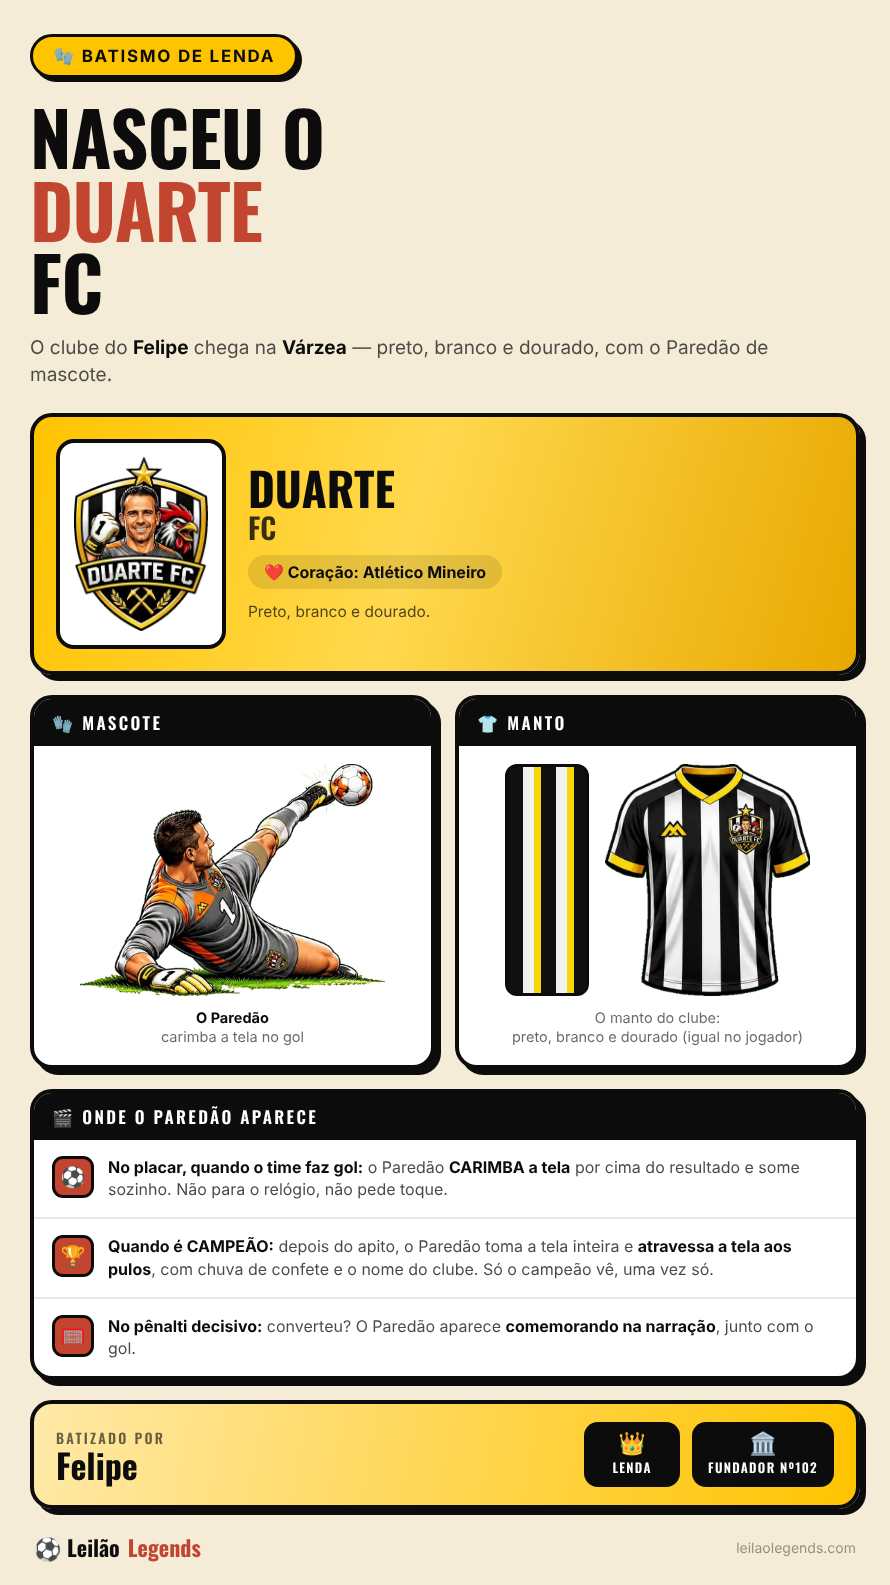 🧤 BATISMO DE LENDA
NASCEU O
DUARTE
FC
O clube do Felipe chega na Várzea — preto, branco e dourado, com o Paredão de
mascote.
1
DUARTE FC
DUARTE
FC
❤️ Coração: Atlético Mineiro
Preto, branco e dourado.
🧤 MASCOTE
1
O Paredão
carimba a tela no gol
👕 MANTO
DUARTE FC
O manto do clube:
preto, branco e dourado (igual no jogador)
🎬 ONDE O PAREDÃO APARECE
No placar, quando o time faz gol: o Paredão CARIMBA a tela por cima do resultado e some
sozinho. Não para o relógio, não pede toque.
Quando é CAMPEÃO: depois do apito, o Paredão toma a tela inteira e atravessa a tela aos
pulos, com chuva de confete e o nome do clube. Só o campeão vê, uma vez só.
No pênalti decisivo: converteu? O Paredão aparece comemorando na narração, junto com o
gol.
BATIZADO POR
Felipe
LENDA
FUNDADOR Nº102
Leilão Legends
leilaolegends.com